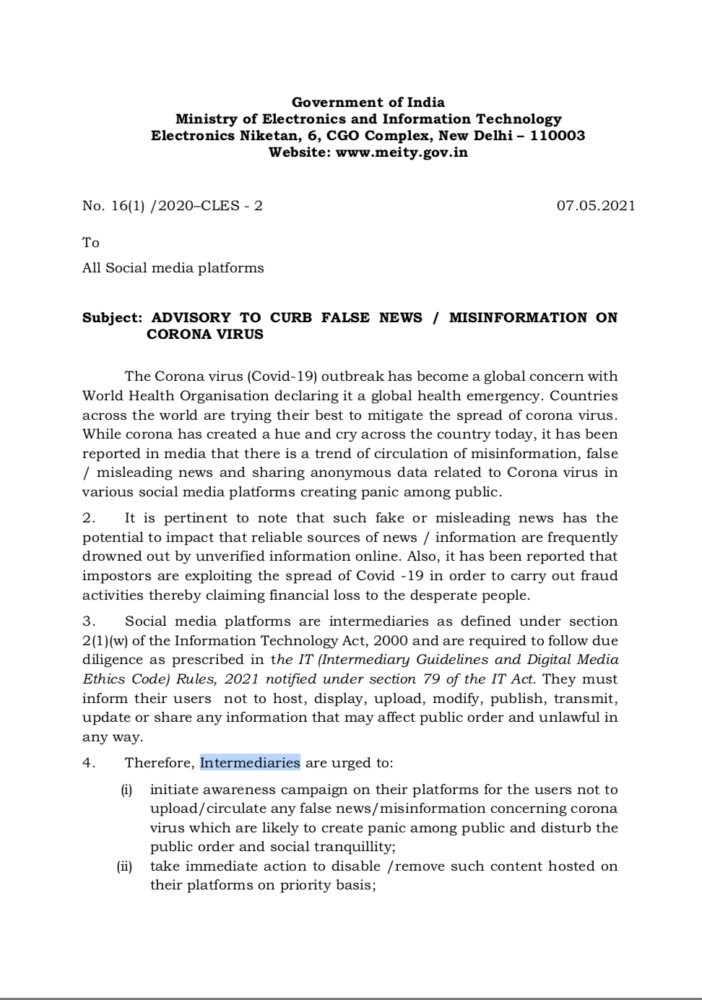 Government of India
Ministry of Electronics and Information Technology
Electronics Niketan, 6, CGO Complex, New Delhi – 110003
Website: www.meity.gov.in
No. 16(1) /2020–CLES - 2 07.05.2021
To
All Social media platforms
Subject: ADVISORY TO CURB FALSE NEWS / MISINFORMATION ON
CORONA VIRUS
The Corona virus (Covid-19) outbreak has become a global concern with
World Health Organisation declaring it a global health emergency. Countries
across the world are trying their best to mitigate the spread of corona virus.
While corona has created a hue and cry across the country today, it has been
reported in media that there is a trend of circulation of misinformation, false
/ misleading news and sharing anonymous data related to Corona virus in
various social media platforms creating panic among public.
2. It is pertinent to note that such fake or misleading news has the
potential to impact that reliable sources of news / information are frequently
drowned out by unverified information online. Also, it has been reported that
impostors are exploiting the spread of Covid -19 in order to carry out fraud
activities thereby claiming financial loss to the desperate people.
3. Social media platforms are intermediaries as defined under section
2(1)(w) of the Information Technology Act, 2000 and are required to follow due
diligence as prescribed in the IT (Intermediary Guidelines and Digital Media
Ethics Code) Rules, 2021 notified under section 79 of the IT Act. They must
inform their users not to host, display, upload, modify, publish, transmit,
update or share any information that may affect public order and unlawful in
any way.
4. Therefore, Intermediaries are urged to:
(i) initiate awareness campaign on their platforms for the users not to
upload/circulate any false news/misinformation concerning corona
virus which are likely to create panic among public and disturb the
public order and social tranquillity;
(ii) take immediate action to disable /remove such content hosted on
their platforms on priority basis;